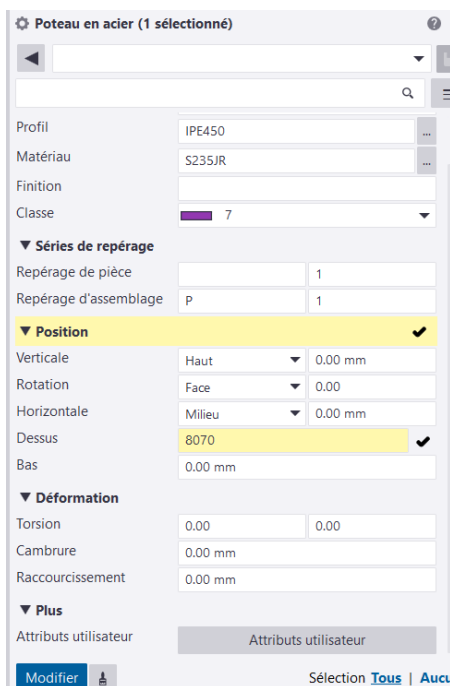 Poteau en acier (1 sélectionné)
Profil IPE450 ...
Matériau S235JR ...
Finition
Classe 7
Séries de repérage
Repérage de pièce 1
Repérage d'assemblage P 1
Position
Verticale Haut 0.00 mm
Rotation Face 0.00
Horizontale Milieu 0.00 mm
Dessus 8070
Bas 0.00 mm
Déformation
Torsion 0.00 0.00
Cambrure 0.00 mm
Raccourcissement 0.00 mm
Plus
Attributs utilisateur Attributs utilisateur
Modifier Sélection Tous | Aucu